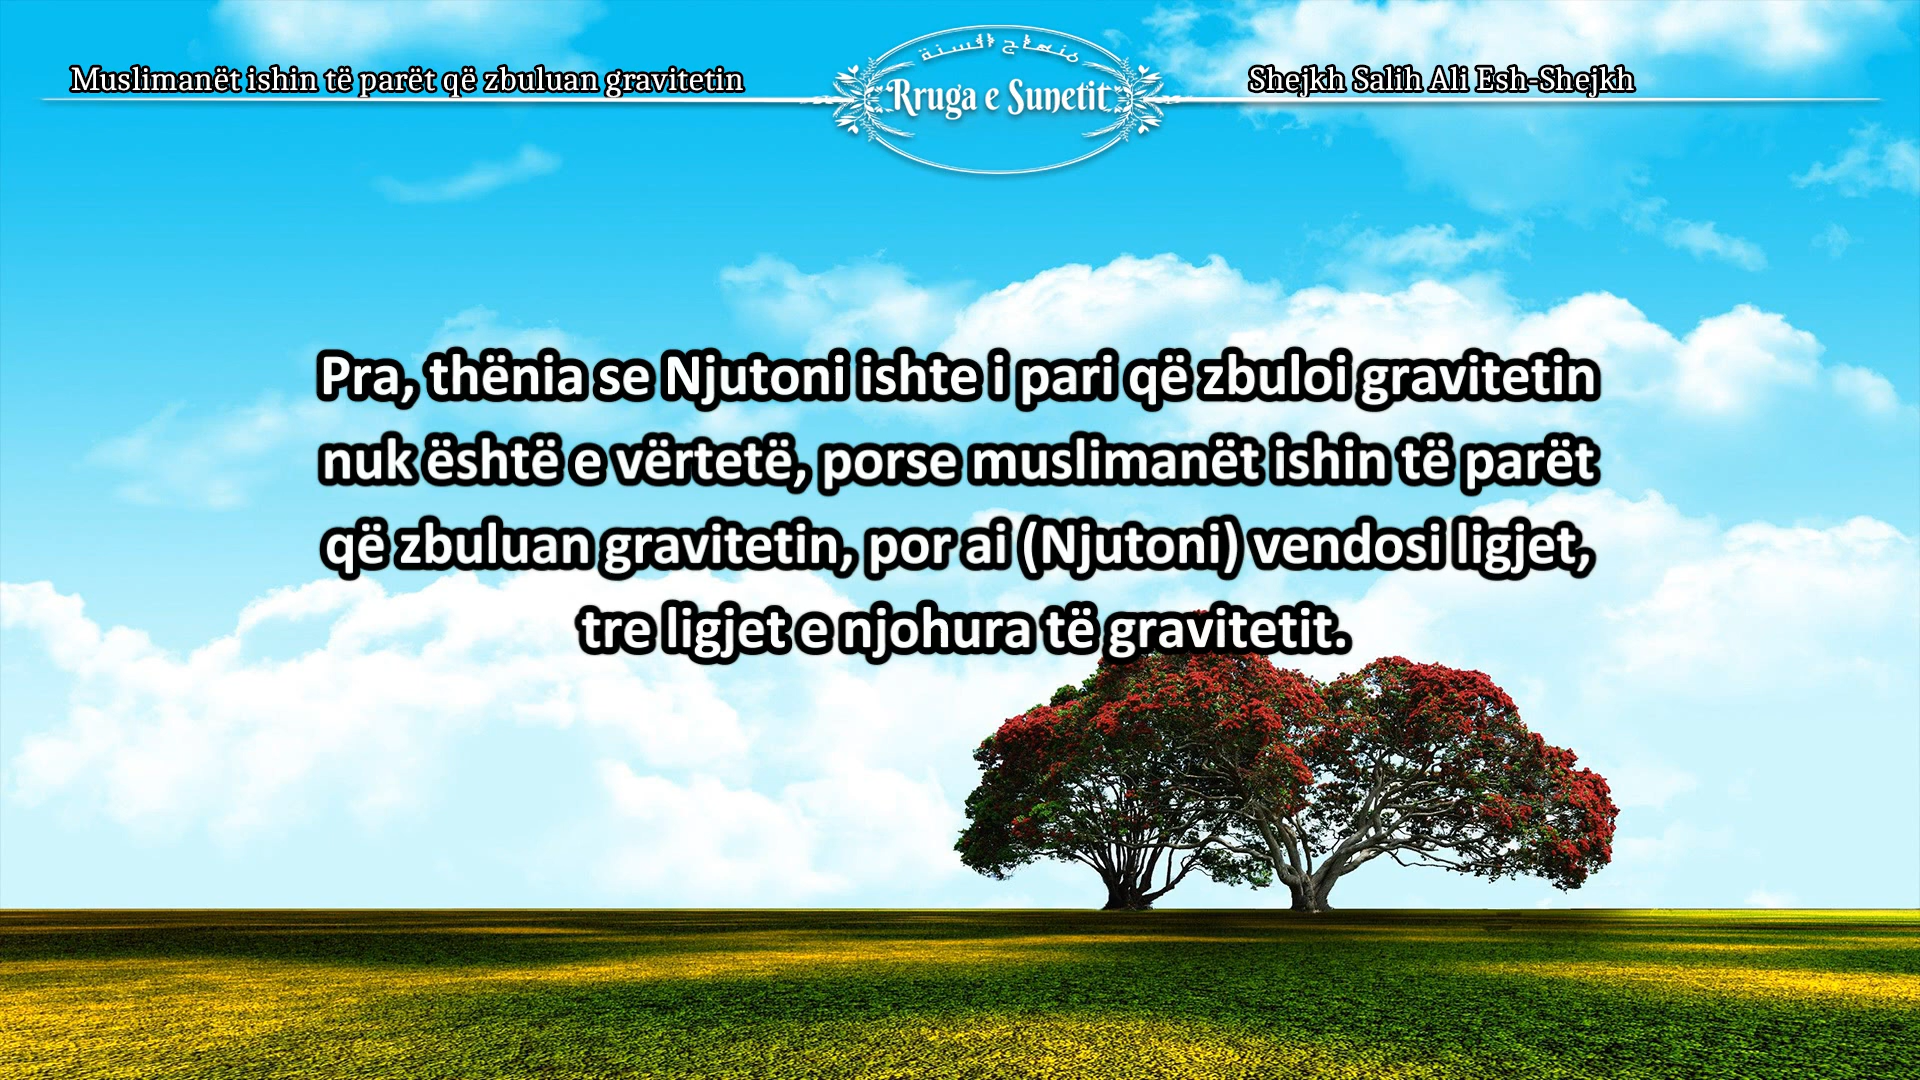 Muslimanët ishin të parët që zbuluan gravitetin
منهاج السنة
Rruga e Sunetit
Shejkh Salih Ali Esh-Shejkh
Pra, thënia se Njutoni ishte i pari që zbuloi gravitetin
nuk është e vërtetë, porse muslimanët ishin të parët
që zbuluan gravitetin, por ai (Njutoni) vendosi ligjet,
tre ligjet e njohura të gravitetit.